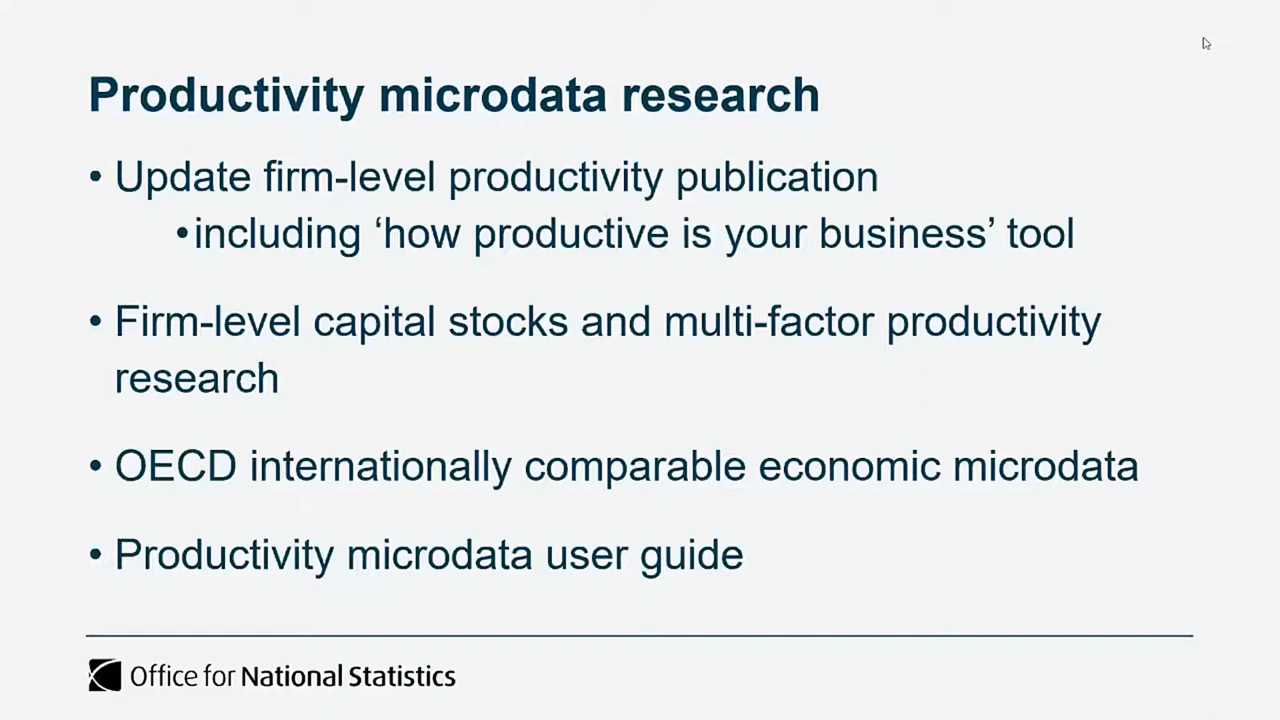 Productivity microdata research
• Update firm-level productivity publication
•including ‘how productive is your business’ tool
• Firm-level capital stocks and multi-factor productivity
research
• OECD internationally comparable economic microdata
• Productivity microdata user guide
Office for National Statistics